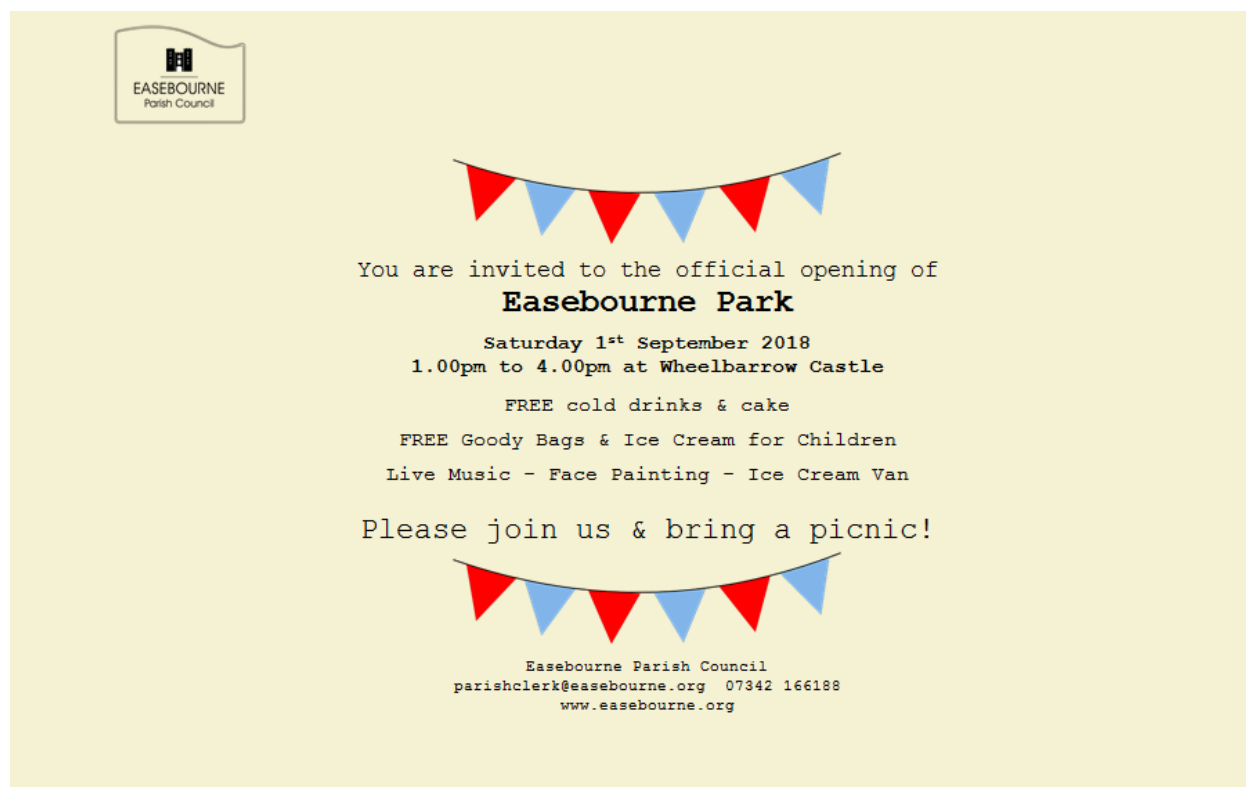 EASEBOURNE
Parish Council
You are invited to the official opening of
Easebourne Park
Saturday 1st September 2018
1.00pm to 4.00pm at Wheelbarrow Castle
FREE cold drinks & cake
FREE Goody Bags & Ice Cream for Children
Live Music - Face Painting - Ice Cream Van
Please join us & bring a picnic!
Easebourne Parish Council
parishclerk@easebourne.org  07342 166188
www.easebourne.org